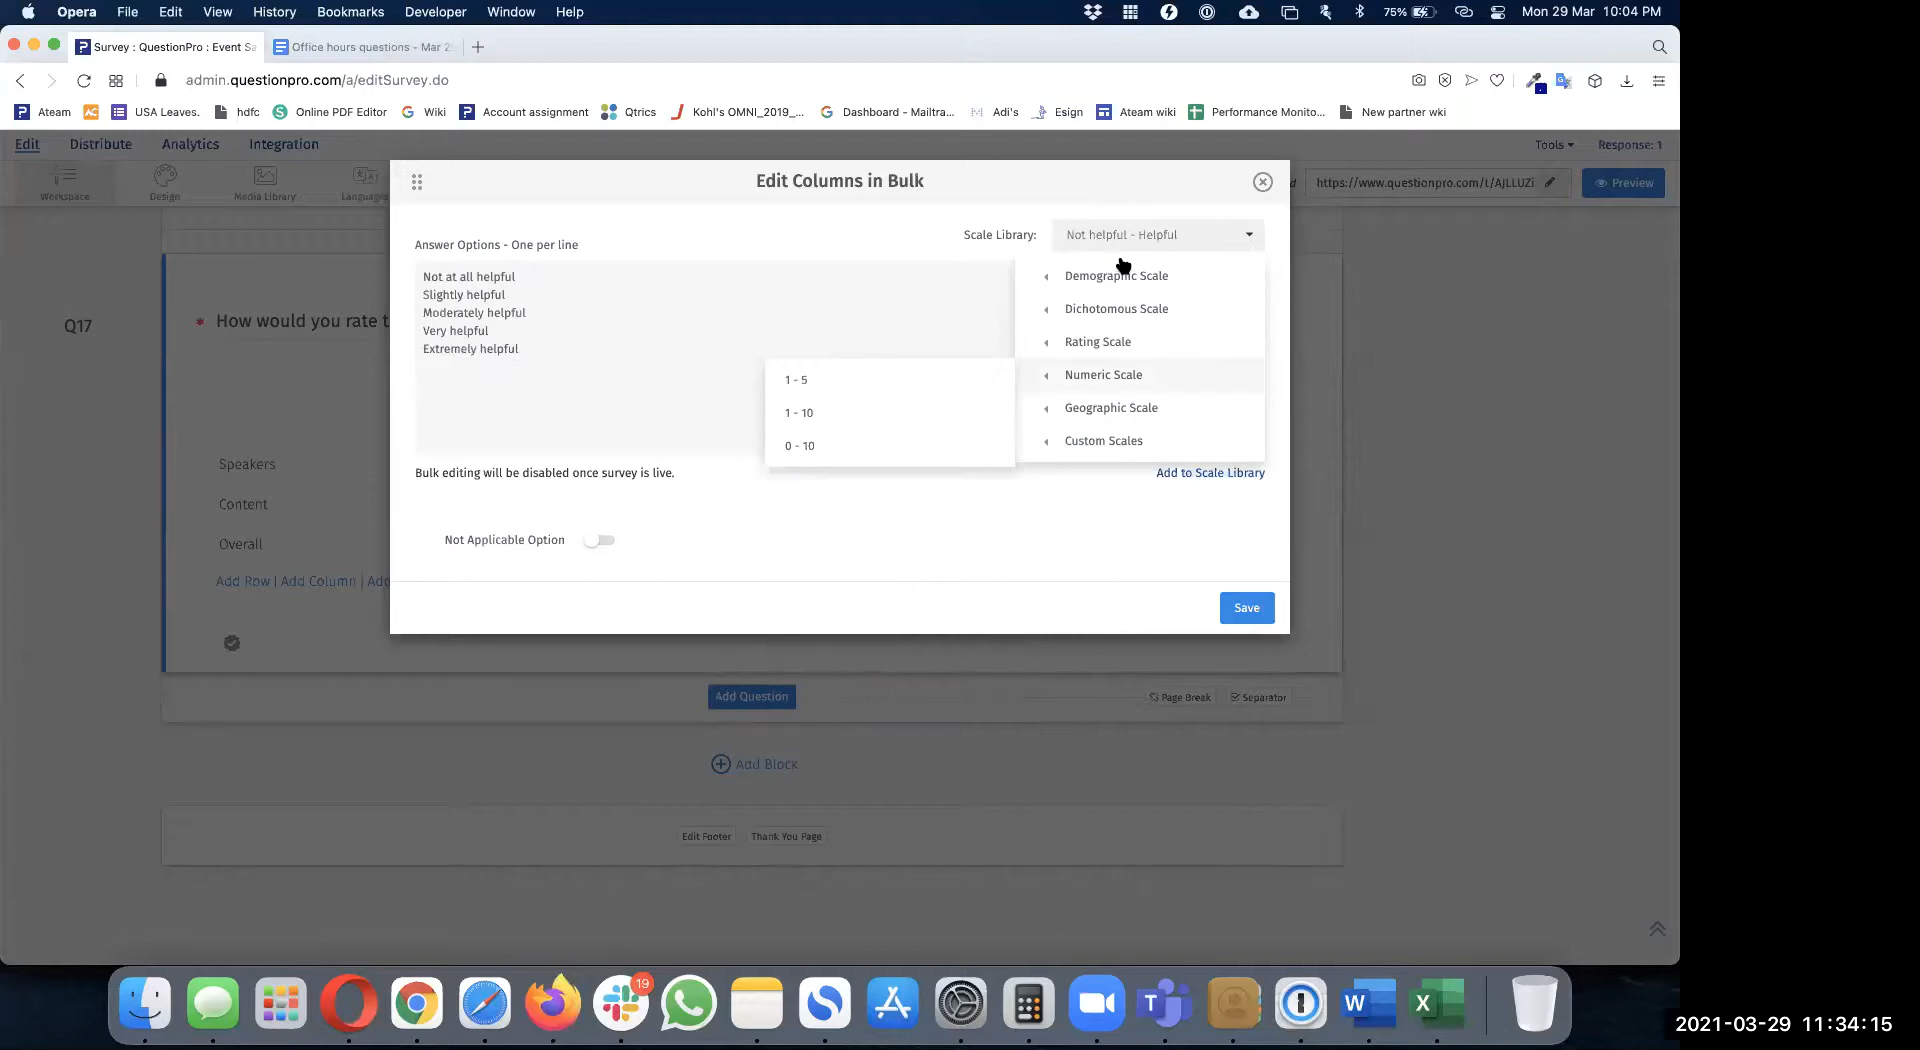 Opera File Edit View History Bookmarks Developer Window Help 75% Mon 29 Mar 10:04 PM
Survey : QuestionPro : Event Sa Office hours questions - Mar 2
admin.questionpro.com/a/editSurvey.do
Ateam USA Leaves. hdfc Online PDF Editor Wiki Account assignment Qtrics Kohl's OMNI_2019_... Dashboard - Mailtra... Adi's Esign Ateam wiki Performance Monito... New partner wki
Edit Distribute Analytics Integration Tools Response: 1
Workspace Design Media Library Languages
https://www.questionpro.com/t/AJLLUZi Preview
Edit Columns in Bulk
Scale Library: Not helpful - Helpful
Answer Options - One per line
Not at all helpful
Slightly helpful
Moderately helpful
Very helpful
Extremely helpful
Demographic Scale
Dichotomous Scale
Rating Scale
Numeric Scale
Geographic Scale
Custom Scales
1 - 5
1 - 10
0 - 10
Bulk editing will be disabled once survey is live. Add to Scale Library
Not Applicable Option
Save
Q17 * How would you rate t
Speakers
Content
Overall
Add Row | Add Column | Add
Add Question Page Break Separator
Add Block
Edit Footer Thank You Page
19
2021-03-29 11:34:15